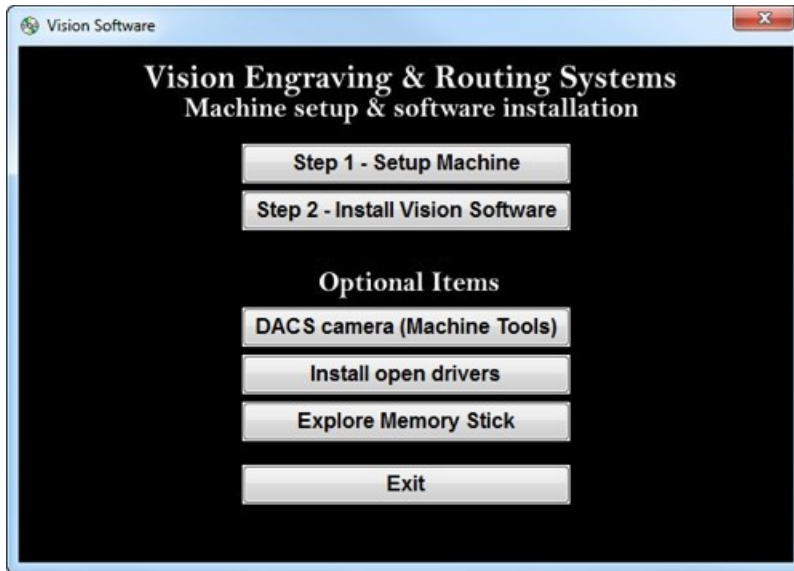 Vision Software
Vision Engraving & Routing Systems
Machine setup & software installation
Step 1 - Setup Machine
Step 2 - Install Vision Software
Optional Items
DACS camera (Machine Tools)
Install open drivers
Explore Memory Stick
Exit